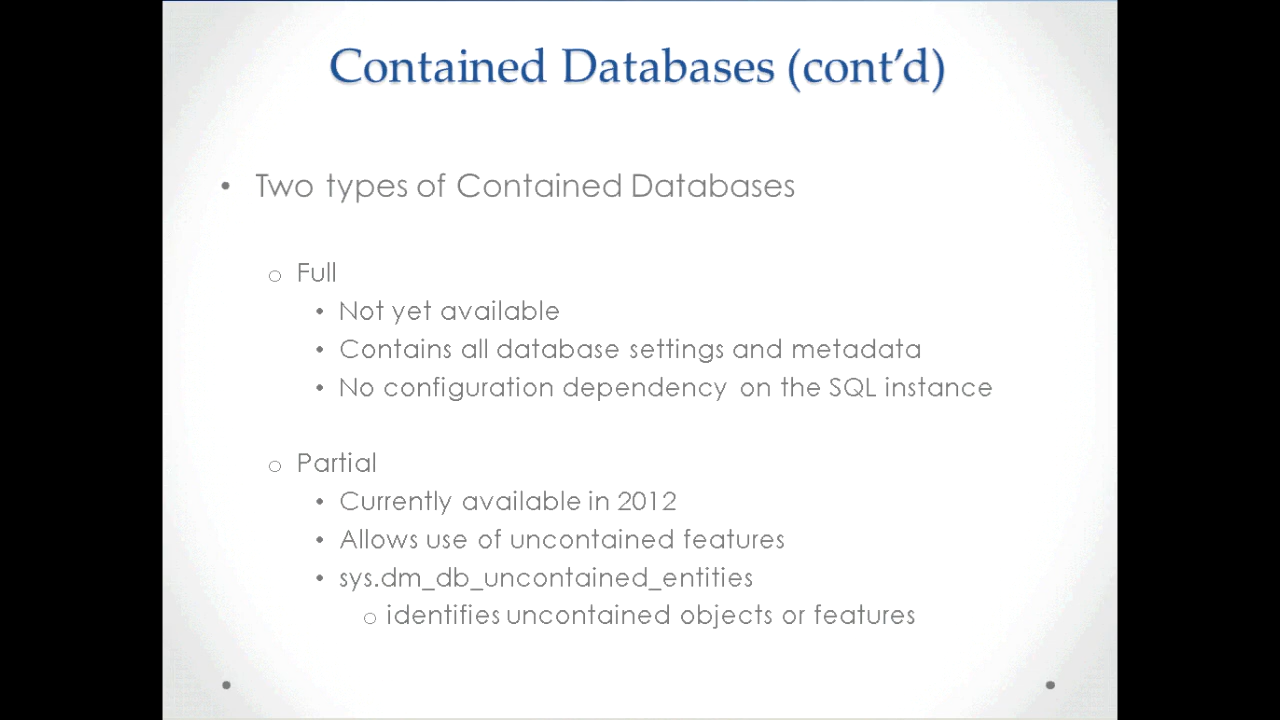 Contained Databases (cont’d)
• Two types of Contained Databases
o Full
• Not yet available
• Contains all database settings and metadata
• No configuration dependency on the SQL instance
o Partial
• Currently available in 2012
• Allows use of uncontained features
• sys.dm_db_uncontained_entities
o identifies uncontained objects or features